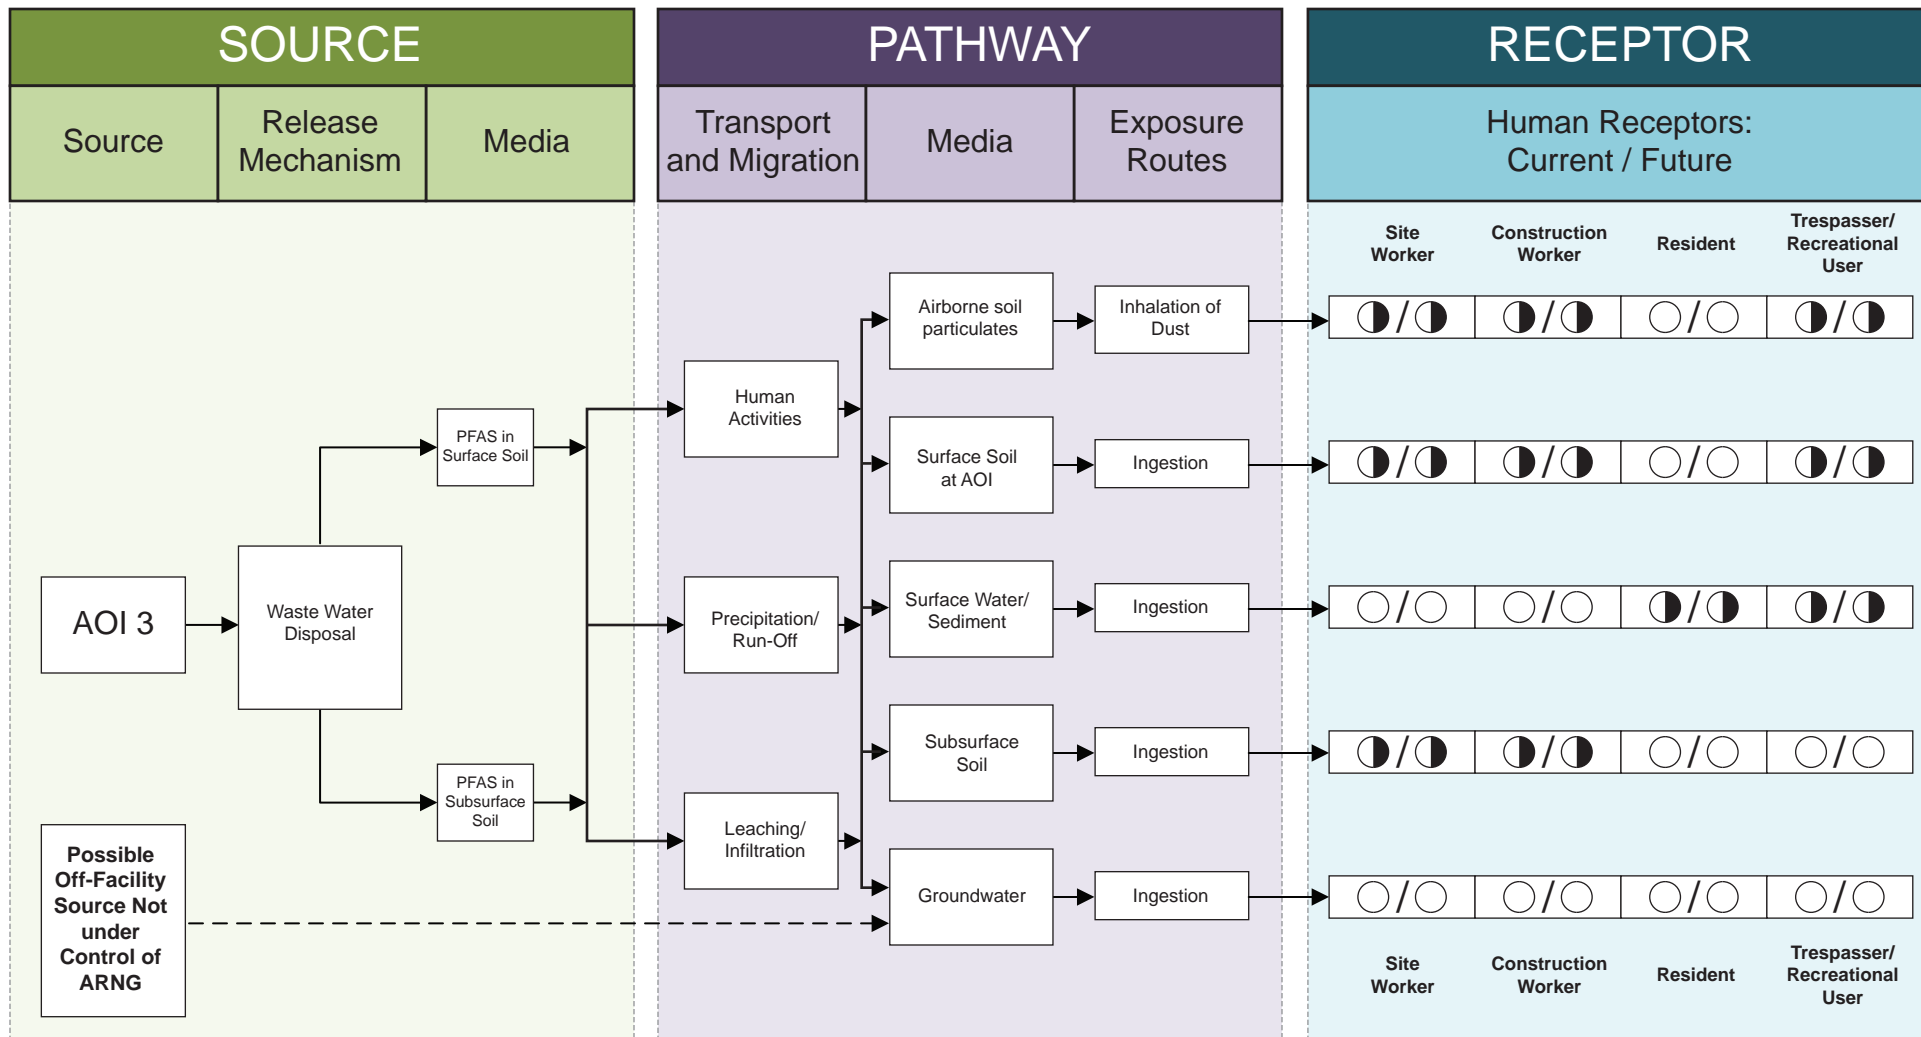 SOURCE
PATHWAY
RECEPTOR
Source
Release
Mechanism
Media
Transport
and Migration
Media
Exposure
Routes
Human Receptors:
Current / Future
Site
Worker
Construction
Worker
Resident
Trespasser/
Recreational
User
AOI 3
Waste Water
Disposal
PFAS in
Surface Soil
PFAS in
Subsurface
Soil
Possible
Off-Facility
Source Not
under
Control of
ARNG
Human
Activities
Precipitation/
Run-Off
Leaching/
Infiltration
Airborne soil
particulates
Inhalation of
Dust
/ / / /
Surface Soil
at AOI
Ingestion
/ / / /
Surface Water/
Sediment
Ingestion
/ / / /
Subsurface
Soil
Ingestion
/ / / /
Groundwater
Ingestion
/ / / /
Site
Worker
Construction
Worker
Resident
Trespasser/
Recreational
User